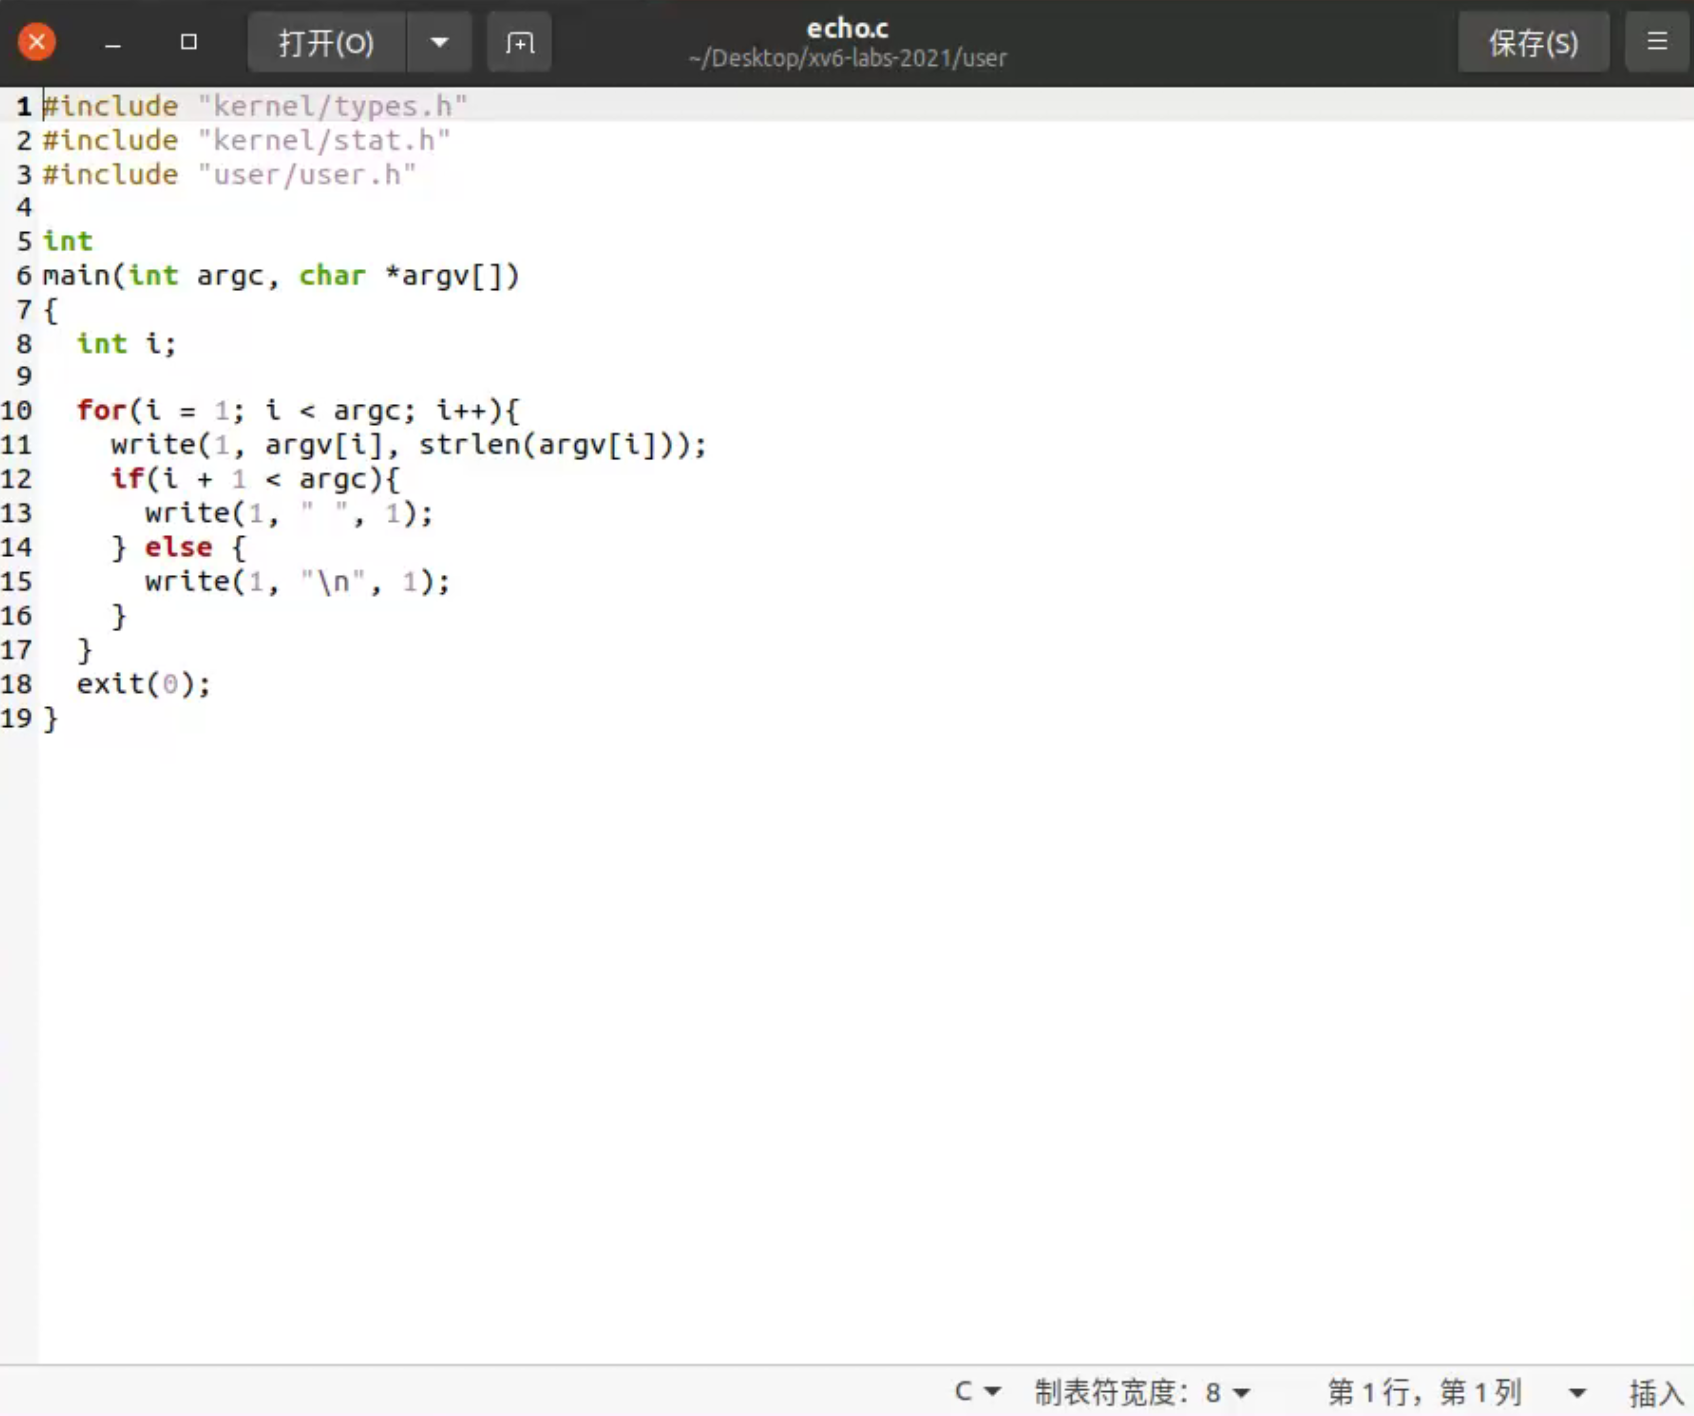 打开(O)
echo.c
~/Desktop/xv6-labs-2021/user
保存(S)
1 #include "kernel/types.h"
2 #include "kernel/stat.h"
3 #include "user/user.h"
4
5 int
6 main(int argc, char *argv[])
7 {
8   int i;
9
10   for(i = 1; i < argc; i++){
11     write(1, argv[i], strlen(argv[i]));
12     if(i + 1 < argc){
13       write(1, " ", 1);
14     } else {
15       write(1, "\n", 1);
16     }
17   }
18   exit(0);
19 }
C 制表符宽度：8 第 1 行，第 1 列 插入